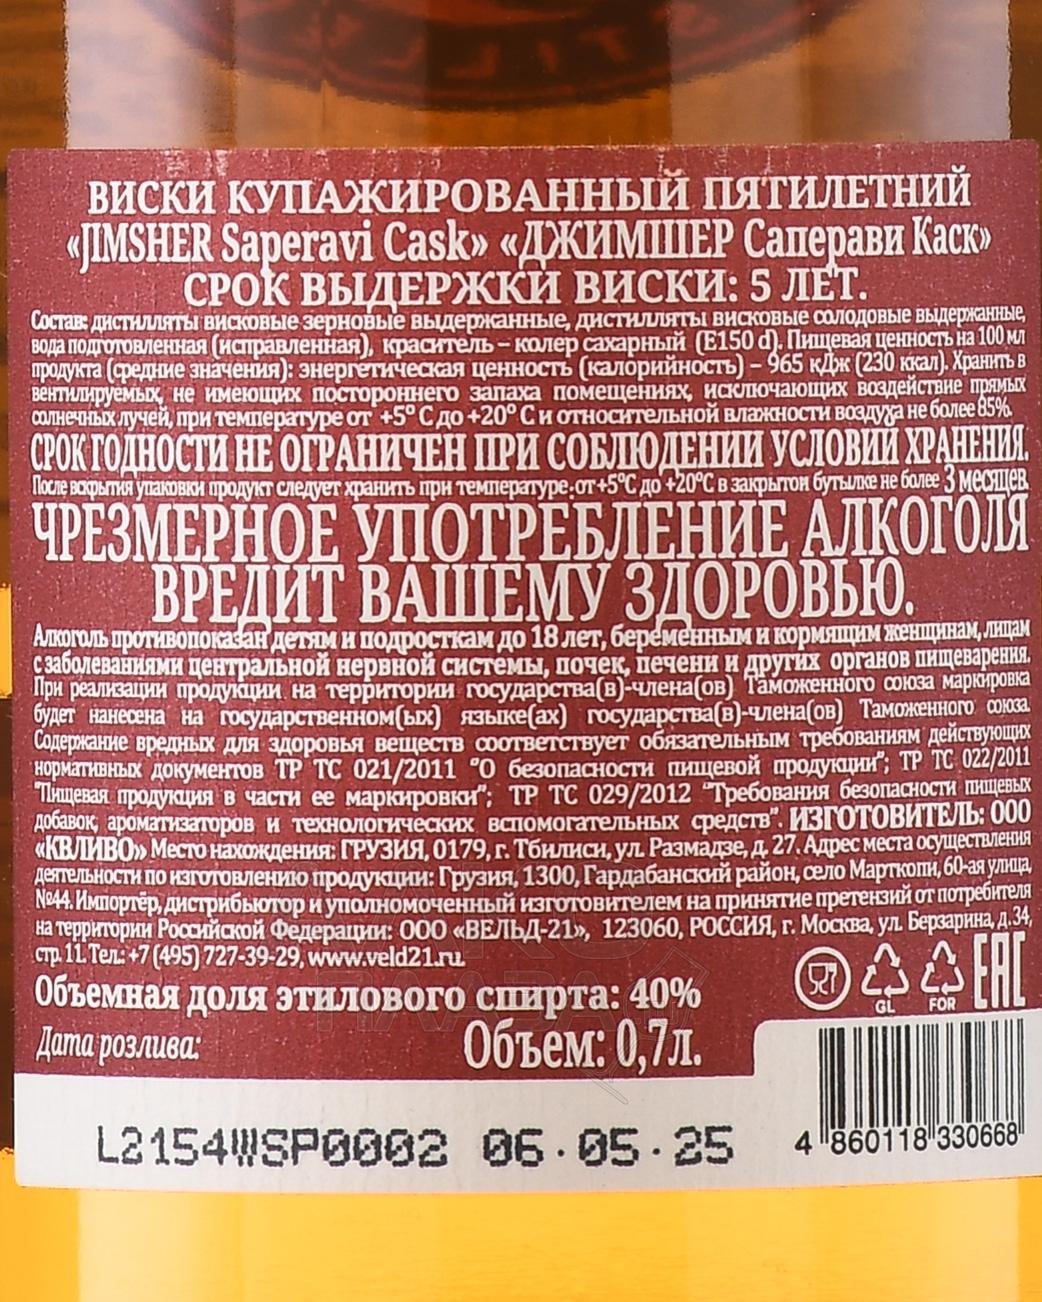 ВИСКИ КУПАЖИРОВАННЫЙ ПЯТИЛЕТНИЙ
«JIMSHER Saperavi Cask» «ДЖИМШЕР Саперави Каск»
СРОК ВЫДЕРЖКИ ВИСКИ: 5 ЛЕТ.
Состав: дистилляты висковые зерновые выдержанные, дистилляты висковые солодовые выдержанные,
вода подготовленная (исправленная), краситель – колер сахарный (Е150 d). Пищевая ценность на 100 мл
продукта (средние значения): энергетическая ценность (калорийность) – 965 кДж (230 ккал). Хранить в
вентилируемых, не имеющих постороннего запаха помещениях, исключающих воздействие прямых
солнечных лучей, при температуре от +5° С до +20° С и относительной влажности воздуха не более 85%.
СРОК ГОДНОСТИ НЕ ОГРАНИЧЕН ПРИ СОБЛЮДЕНИИ УСЛОВИЙ ХРАНЕНИЯ.
После вскрытия упаковки продукт следует хранить при температуре: от +5°С до +20°С в закрытой бутылке не более 3 месяцев.
ЧРЕЗМЕРНОЕ УПОТРЕБЛЕНИЕ АЛКОГОЛЯ
ВРЕДИТ ВАШЕМУ ЗДОРОВЬЮ.
Алкоголь противопоказан детям и подросткам до 18 лет, беременным и кормящим женщинам, лицам
с заболеваниями центральной нервной системы, почек, печени и других органов пищеварения.
При реализации продукции на территории государства(в)-члена(ов) Таможенного союза маркировка
будет нанесена на государственном(ых) языке(ах) государства(в)-члена(ов) Таможенного союза.
Содержание вредных для здоровья веществ соответствует обязательным требованиям действующих
нормативных документов ТР ТС 021/2011 "О безопасности пищевой продукции"; ТР ТС 022/2011
"Пищевая продукция в части ее маркировки"; ТР ТС 029/2012 "Требования безопасности пищевых
добавок, ароматизаторов и технологических вспомогательных средств". ИЗГОТОВИТЕЛЬ: ООО
«КВЛИВО» Место нахождения: ГРУЗИЯ, 0179, г. Тбилиси, ул. Размадзе, д. 27. Адрес места осуществления
деятельности по изготовлению продукции: Грузия, 1300, Гардабанский район, село Марткопи, 60-ая улица,
№44. Импортёр, дистрибьютор и уполномоченный изготовителем на принятие претензий от потребителя
на территории Российской Федерации: ООО «ВЕЛЬД-21», 123060, РОССИЯ, г. Москва, ул. Берзарина, д. 34,
стр. 11. Тел.: +7 (495) 727-39-29, www.veld21.ru.
GL FOR EAC
Объемная доля этилового спирта: 40%
Дата розлива: Объем: 0,7л.
L2154WSP0002 06.05.25
4 860118 330668